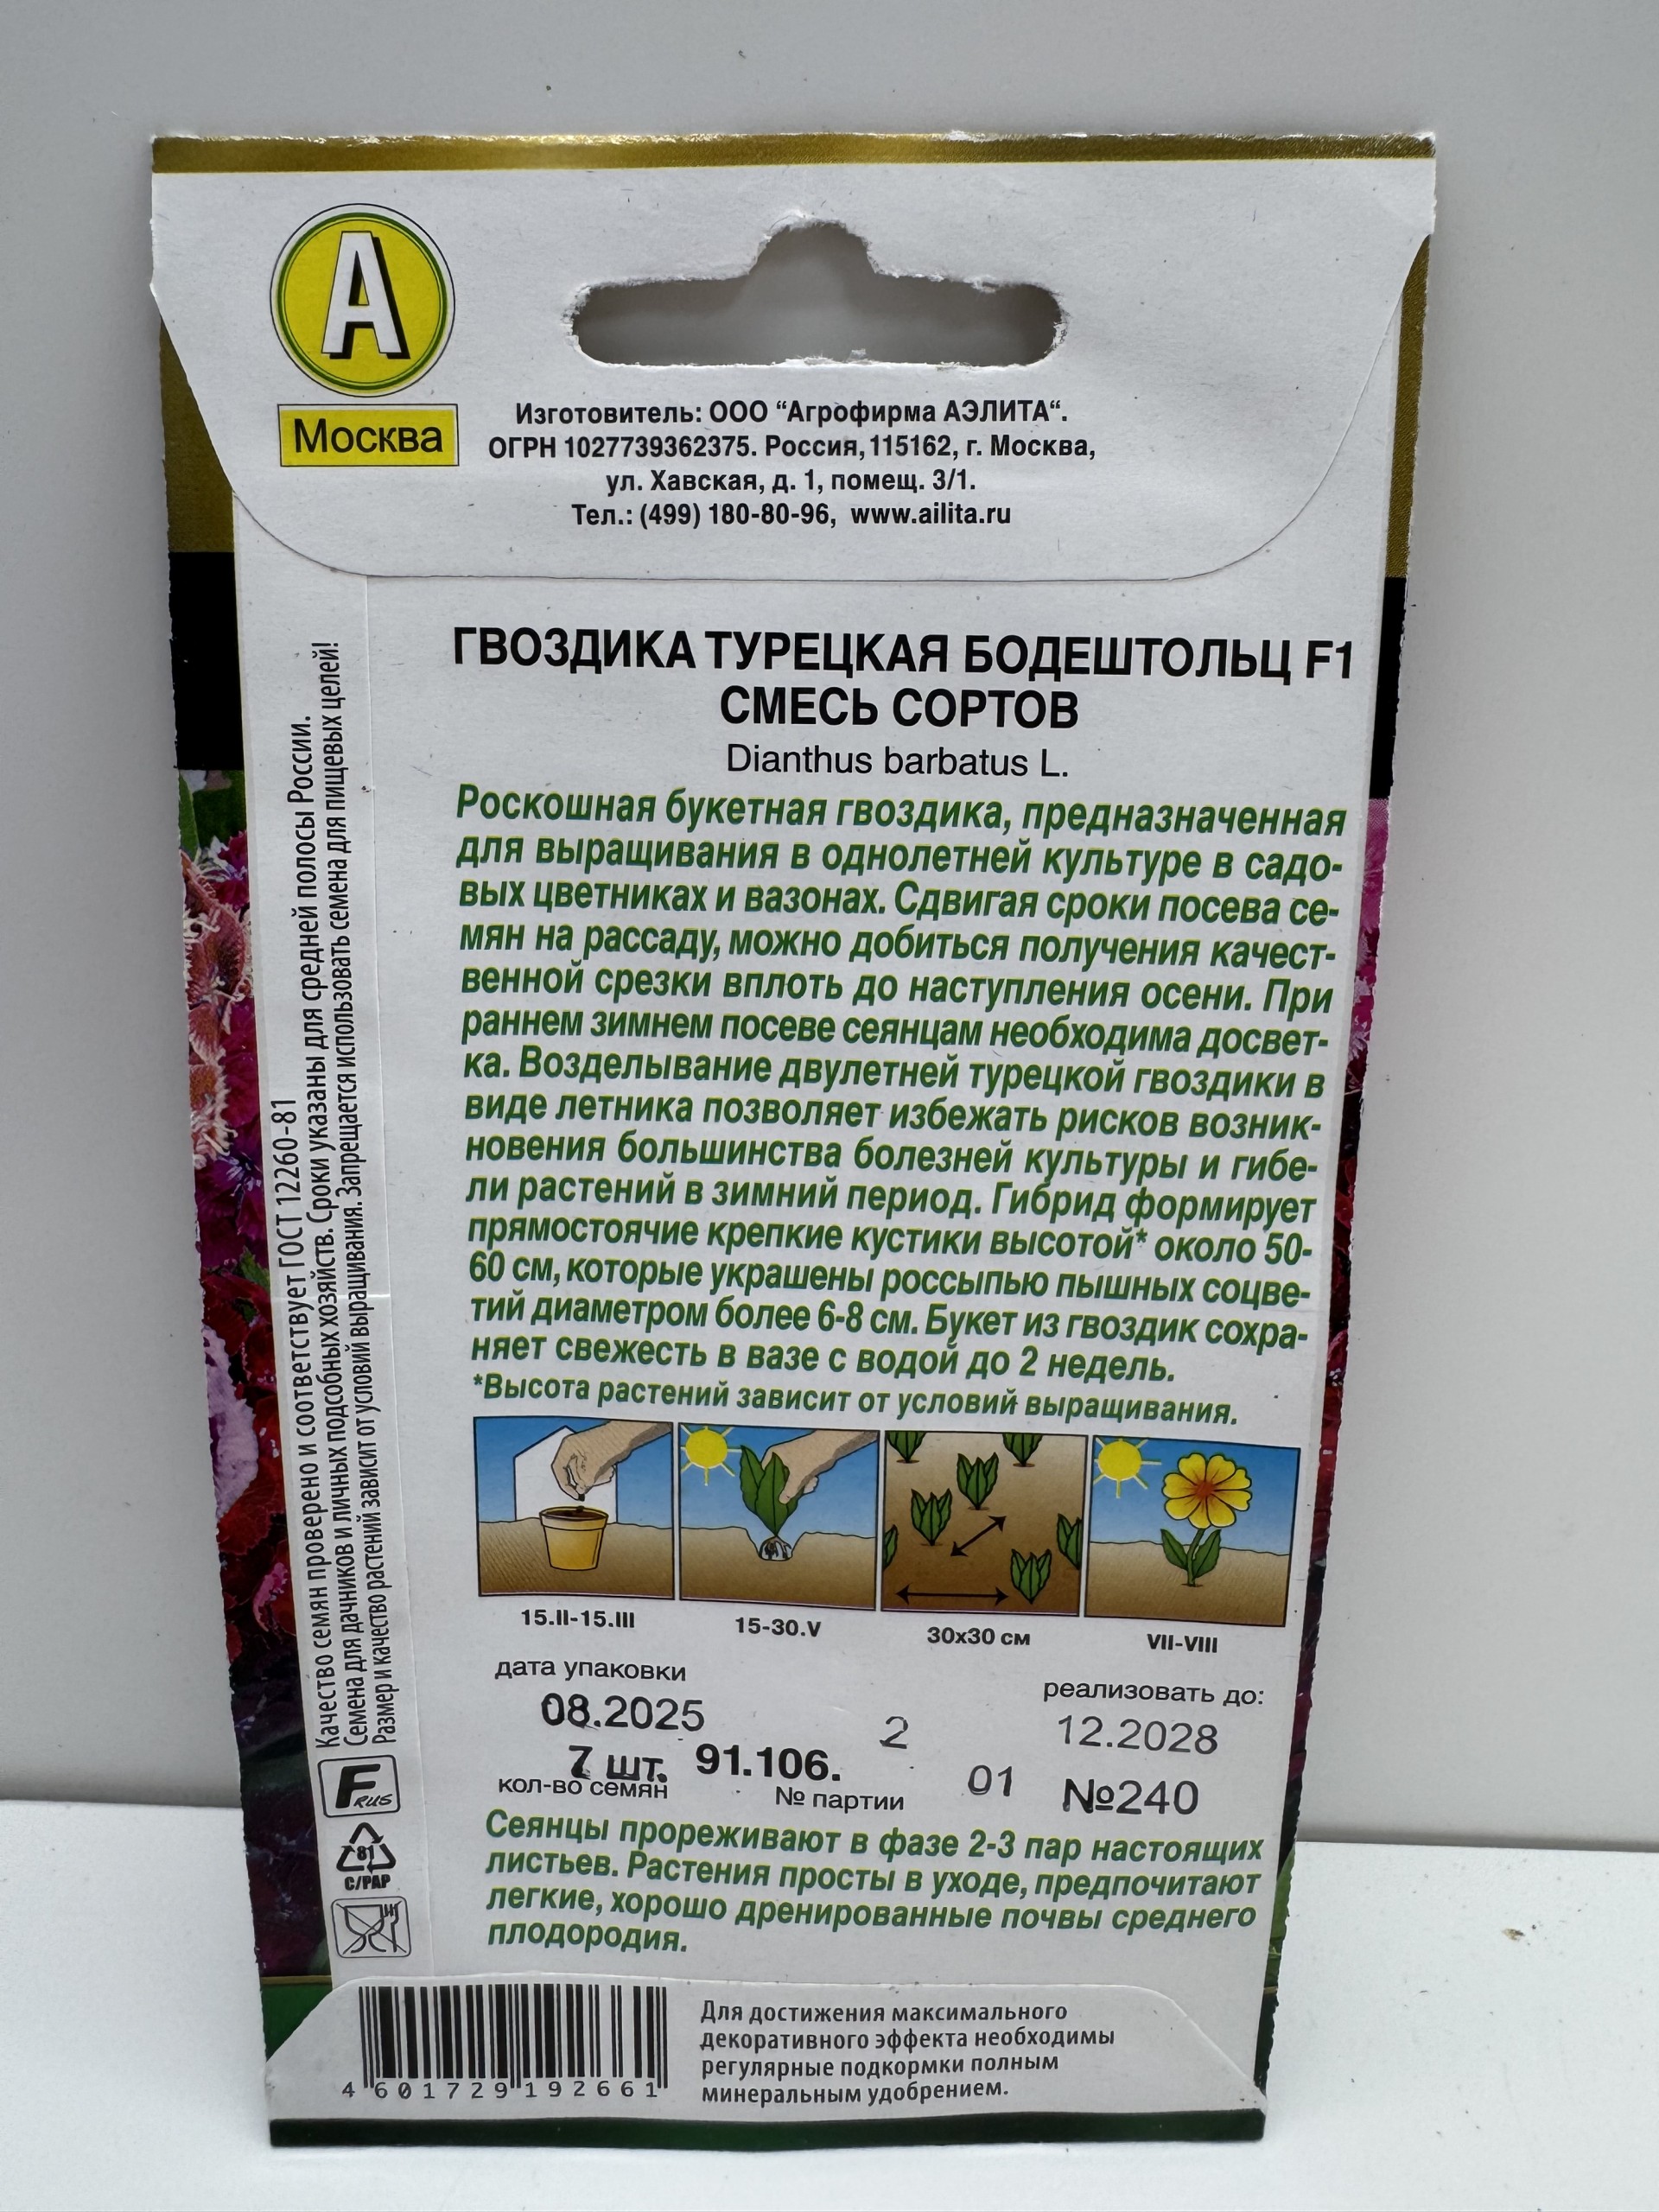 А
Москва
Изготовитель: ООО “Агрофирма АЭЛИТА“.
ОГРН 1027739362375. Россия, 115162, г. Москва,
ул. Хавская, д. 1, помещ. 3/1.
Тел.: (499) 180-80-96, www.ailita.ru
ГВОЗДИКА ТУРЕЦКАЯ БОДЕШТОЛЬЦ F1
СМЕСЬ СОРТОВ
Dianthus barbatus L.
Роскошная букетная гвоздика, предназначенная
для выращивания в однолетней культуре в садо-
вых цветниках и вазонах. Сдвигая сроки посева се-
мян на рассаду, можно добиться получения качест-
венной срезки вплоть до наступления осени. При
раннем зимнем посеве сеянцам необходима досвет-
ка. Возделывание двулетней турецкой гвоздики в
виде летника позволяет избежать рисков возник-
новения большинства болезней культуры и гибе-
ли растений в зимний период. Гибрид формирует
прямостоячие крепкие кустики высотой* около 50-
60 см, которые украшены россыпью пышных соцве-
тий диаметром более 6-8 см. Букет из гвоздик сохра-
няет свежесть в вазе с водой до 2 недель.
*Высота растений зависит от условий выращивания.
15.II-15.III
15-30.V
30х30 см
VII-VIII
дата упаковки
реализовать до:
08.2025
2
12.2028
7 шт. 91.106.
01 №240
кол-во семян
№ партии
Сеянцы прореживают в фазе 2-3 пар настоящих
листьев. Растения просты в уходе, предпочитают
легкие, хорошо дренированные почвы среднего
плодородия.
Качество семян проверено и соответствует ГОСТ 12260-81
Семена для дачников и личных подсобных хозяйств. Сроки указаны для средней полосы России.
Размер и качество растений зависит от условий выращивания. Запрещается использовать семена для пищевых целей!
F RUS
81
C/PAP
4 601729 192661
Для достижения максимального
декоративного эффекта необходимы
регулярные подкормки полным
минеральным удобрением.